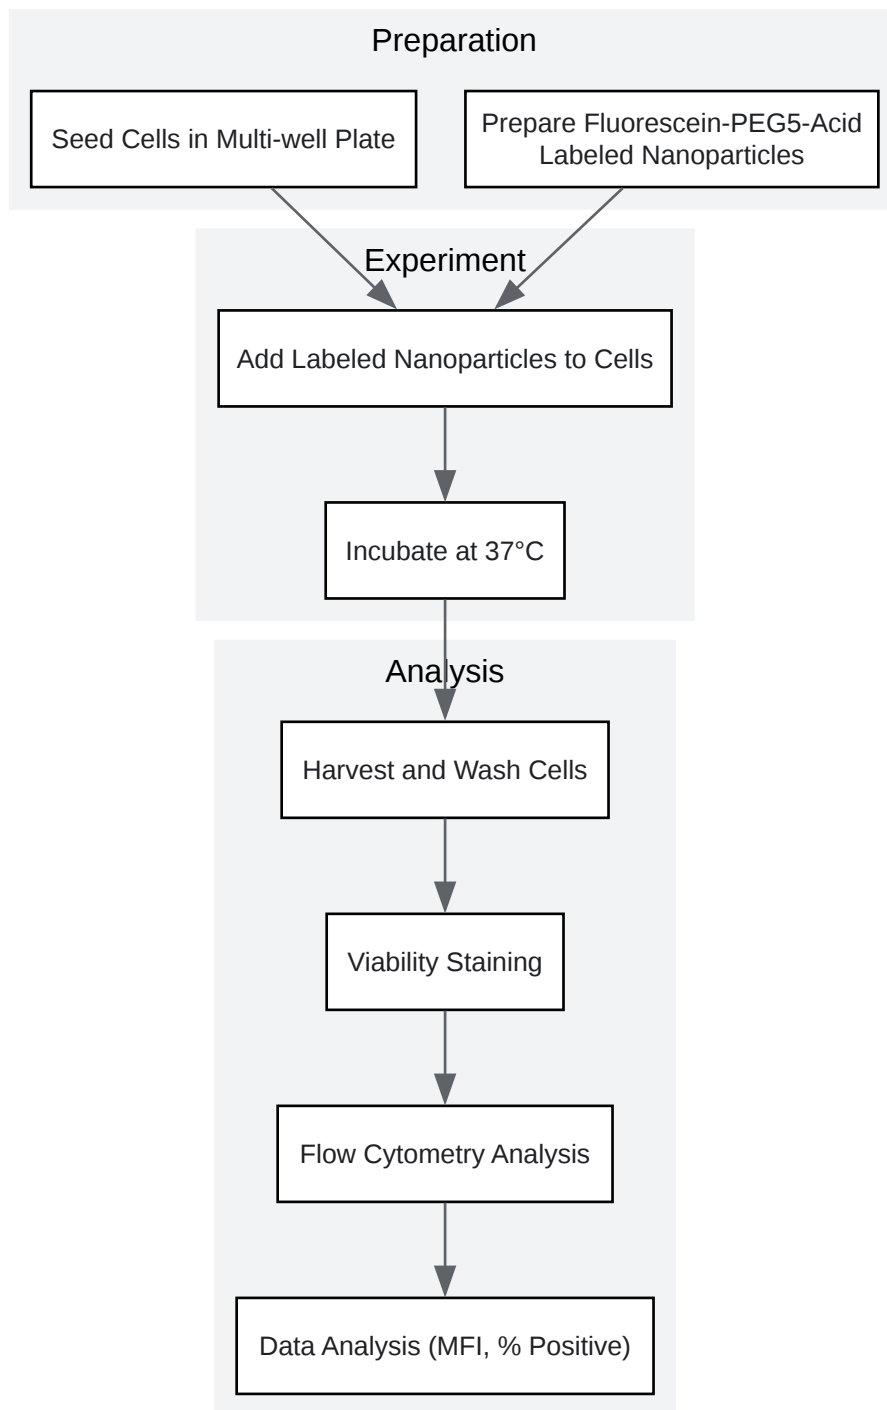 Preparation
Seed Cells in Multi-well Plate
Prepare Fluorescein-PEG5-Acid
Labeled Nanoparticles
Experiment
Add Labeled Nanoparticles to Cells
Incubate at 37°C
Analysis
Harvest and Wash Cells
Viability Staining
Flow Cytometry Analysis
Data Analysis (MFI, % Positive)